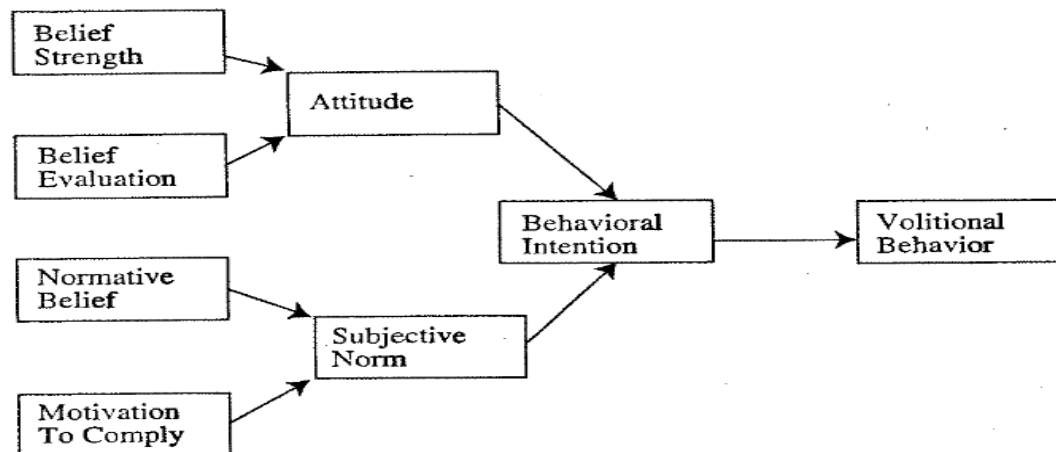 Belief
Strength
Attitude
Belief
Evaluation
Behavioral
Intention
Volitional
Behavior
Normative
Belief
Subjective
Norm
Motivation
To Comply